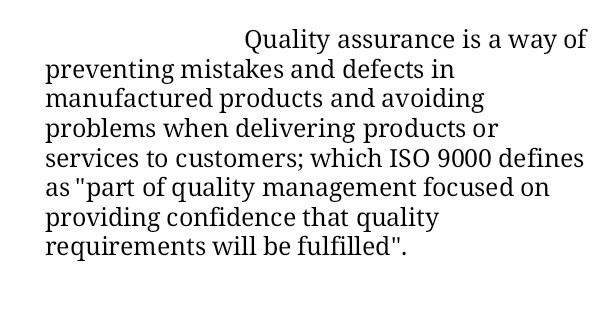 Quality assurance is a way of
preventing mistakes and defects in
manufactured products and avoiding
problems when delivering products or
services to customers; which ISO 9000 defines
as "part of quality management focused on
providing confidence that quality
requirements will be fulfilled".